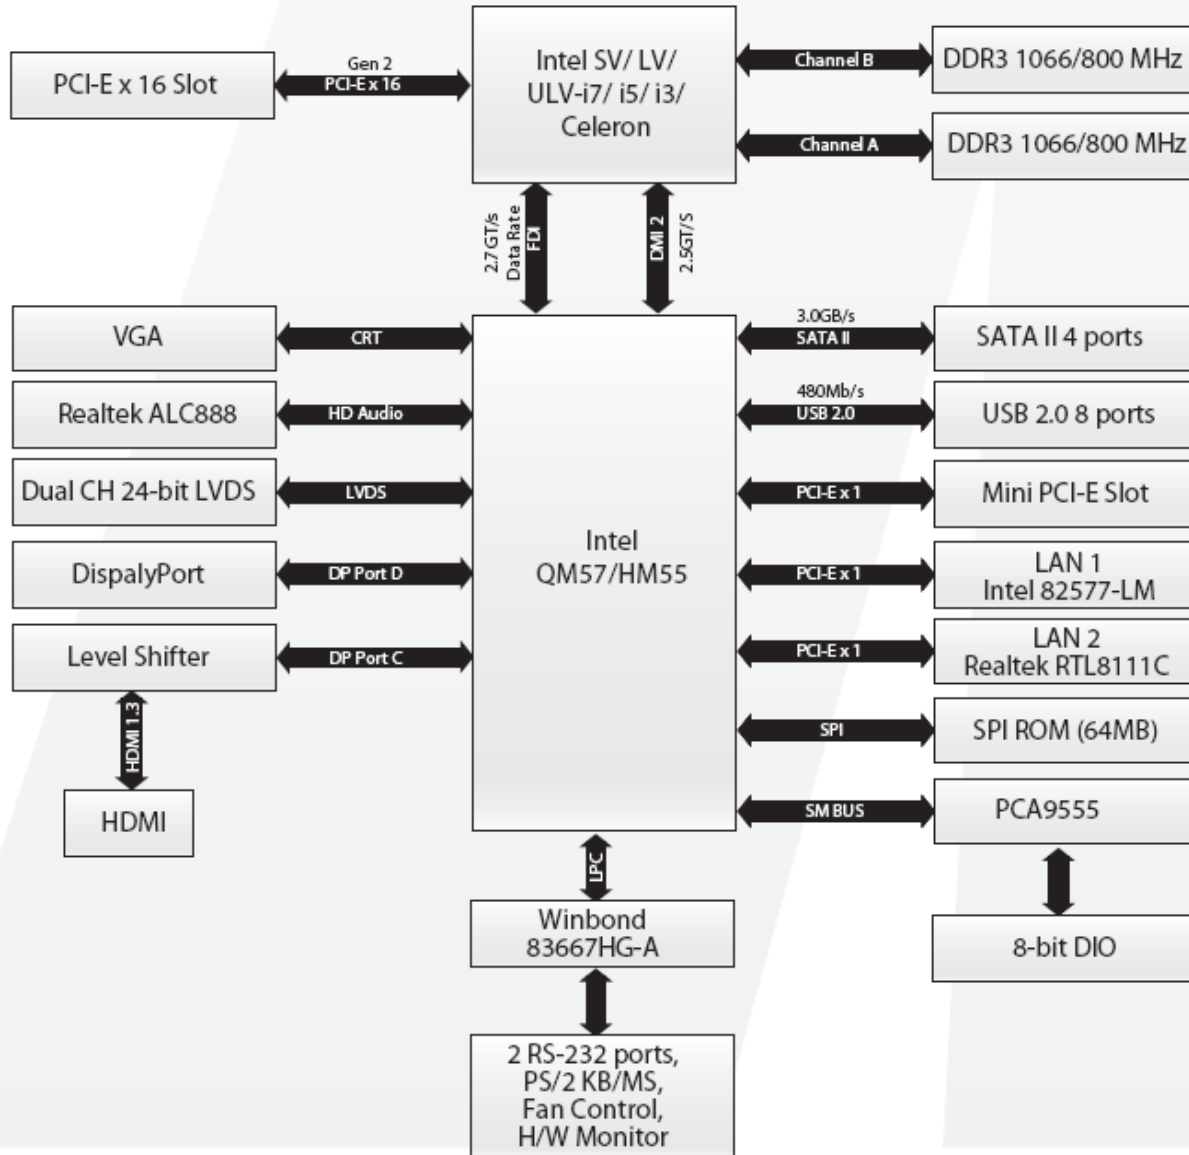 PCI-E x 16 Slot
Gen 2
PCI-E x 16
Intel SV/ LV/
ULV-i7/ i5/ i3/
Celeron
Channel B
DDR3 1066/800 MHz
Channel A
DDR3 1066/800 MHz
2.7 GT/s
Data Rate
FDI
DMI 2
2.5GT/S
VGA
CRT
Realtek ALC888
HD Audio
Dual CH 24-bit LVDS
LVDS
DispalyPort
DP Port D
Level Shifter
DP Port C
HDMI 1.3
HDMI
Intel
QM57/HM55
3.0GB/s
SATA II
SATA II 4 ports
480Mb/s
USB 2.0
USB 2.0 8 ports
PCI-E x 1
Mini PCI-E Slot
PCI-E x 1
LAN 1
Intel 82577-LM
PCI-E x 1
LAN 2
Realtek RTL8111C
SPI
SPI ROM (64MB)
SM BUS
PCA9555
8-bit DIO
LPC
Winbond
83667HG-A
2 RS-232 ports,
PS/2 KB/MS,
Fan Control,
H/W Monitor